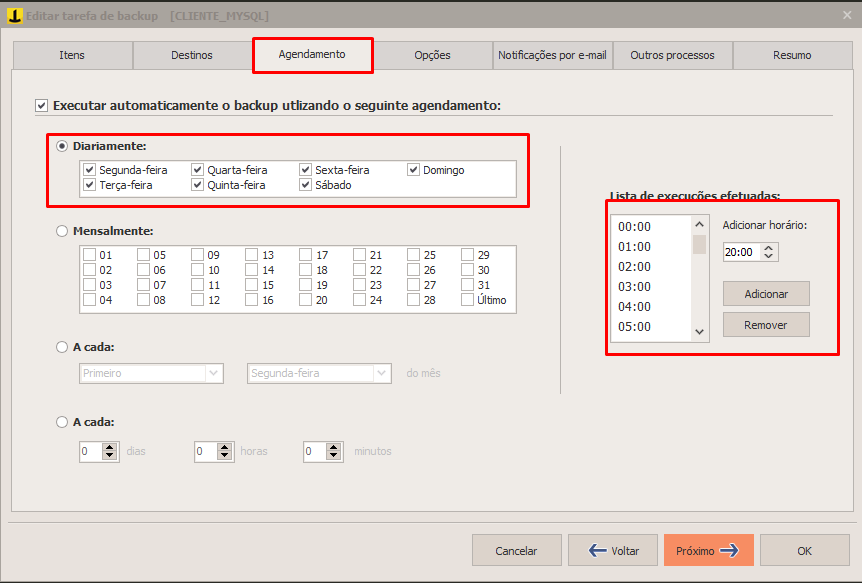 Editar tarefa de backup [CLIENTE_MYSQL]
Itens Destinos Agendamento Opções Notificações por e-mail Outros processos Resumo
Executar automaticamente o backup utlizando o seguinte agendamento:
Diariamente:
Segunda-feira Quarta-feira Sexta-feira Domingo
Terça-feira Quinta-feira Sábado
Mensalmente:
01 05 09 13 17 21 25 29
02 06 10 14 18 22 26 30
03 07 11 15 19 23 27 31
04 08 12 16 20 24 28 Último
A cada:
Primeiro Segunda-feira do mês
A cada:
0 dias 0 horas 0 minutos
Lista de execuções efetuadas:
00:00
01:00
02:00
03:00
04:00
05:00
Adicionar horário:
20:00
Adicionar
Remover
Cancelar Voltar Próximo OK